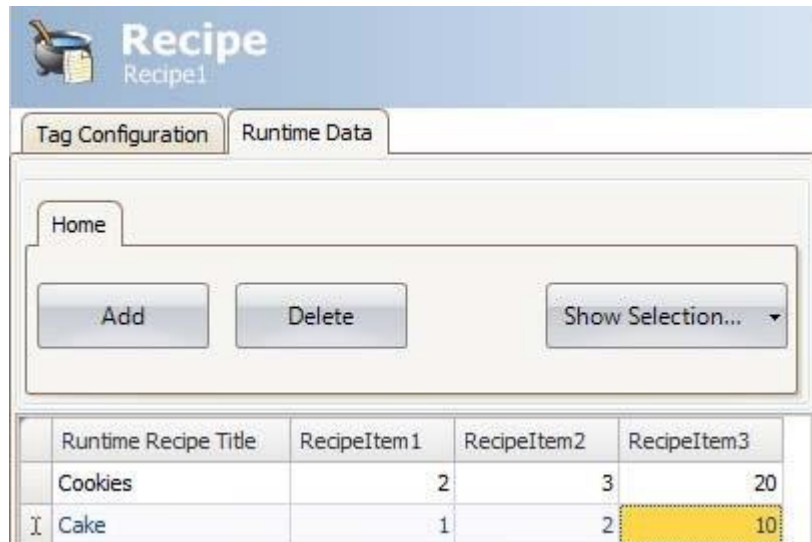 Recipe
Recipe1
Tag Configuration Runtime Data
Home
Add Delete Show Selection...
Runtime Recipe Title RecipeItem1 RecipeItem2 RecipeItem3
Cookies 2 3 20
Cake 1 2 10